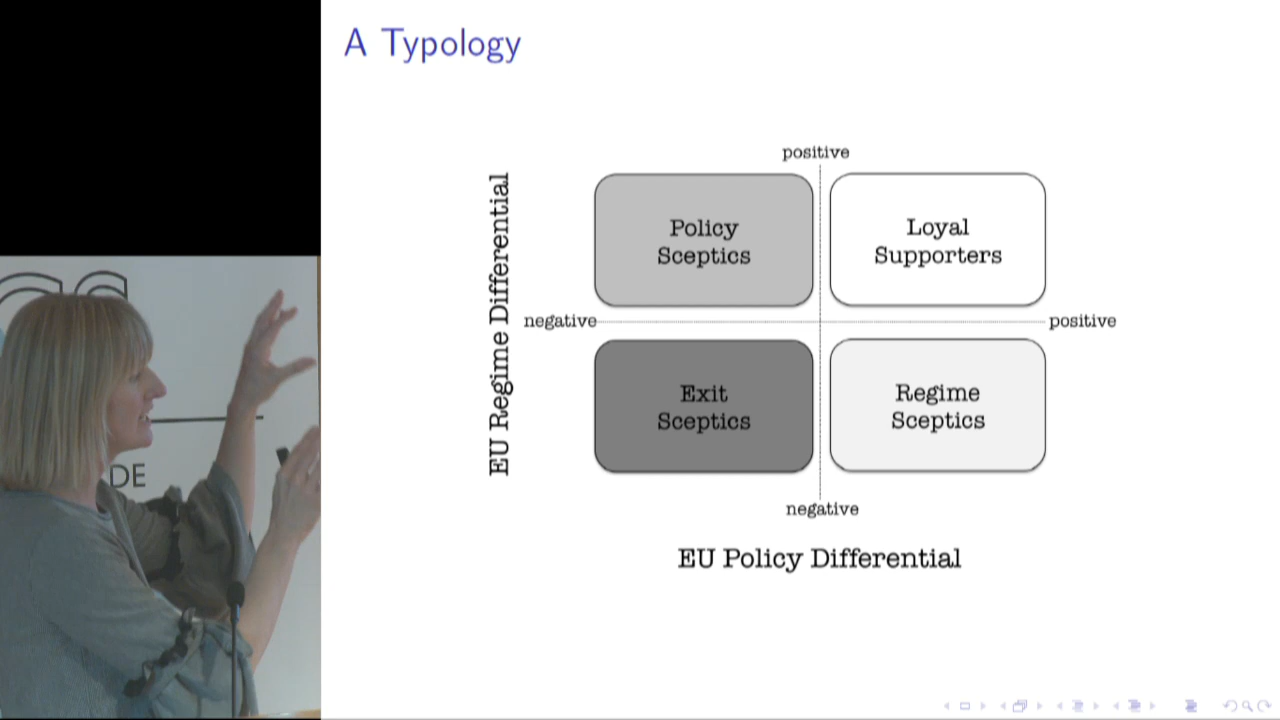 A Typology
positive
EU Regime Differential
Policy
Sceptics
Loyal
Supporters
negative
positive
Exit
Sceptics
Regime
Sceptics
negative
EU Policy Differential
DE